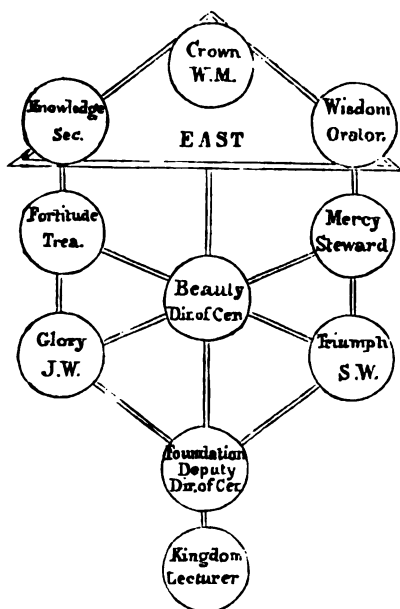 Crown
W.M.
Knowledge
Sec.
Wisdom
Orator.
EAST
Fortitude
Trea.
Mercy
Steward
Beauty
Dir. of Cen
Glory
J.W.
Triumph
S.W.
Foundation
Deputy
Dir. of Cer.
Kingdom
Lecturer